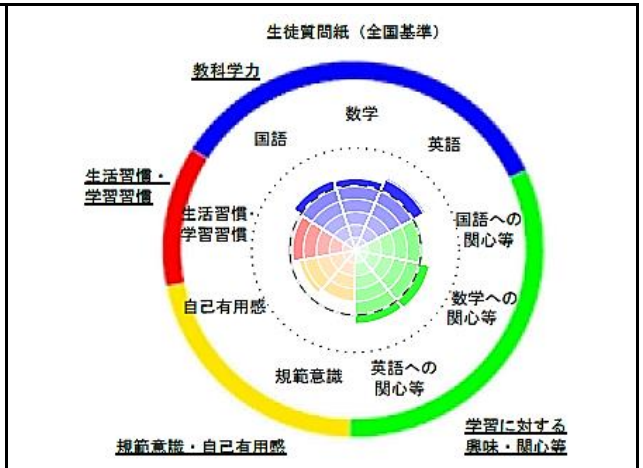 生徒質問紙（全国基準）
教科学力
数学
国語
英語
生活習慣・
学習習慣
生活習慣・
学習習慣
国語への
関心等
自己有用感
数学への
関心等
規範意識
英語への
関心等
規範意識・自己有用感
学習に対する
興味・関心等